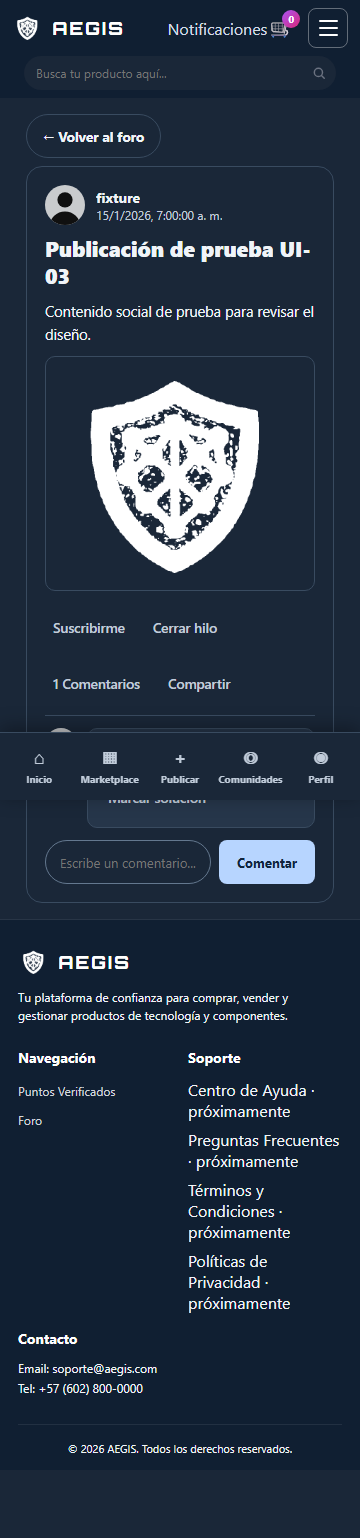 AEGIS
Notificaciones
0
Busca tu producto aquí...
← Volver al foro
fixture
15/1/2026, 7:00:00 a. m.
Publicación de prueba UI-
03
Contenido social de prueba para revisar el
diseño.
Suscribirme
Cerrar hilo
1 Comentarios
Compartir
Inicio
Marketplace
Publicar
Comunidades
Perfil
Marcar solución
Escribe un comentario...
Comentar
AEGIS
Tu plataforma de confianza para comprar, vender y
gestionar productos de tecnología y componentes.
Navegación
Puntos Verificados
Foro
Soporte
Centro de Ayuda ·
próximamente
Preguntas Frecuentes
· próximamente
Términos y
Condiciones ·
próximamente
Políticas de
Privacidad ·
próximamente
Contacto
Email: soporte@aegis.com
Tel: +57 (602) 800-0000
© 2026 AEGIS. Todos los derechos reservados.